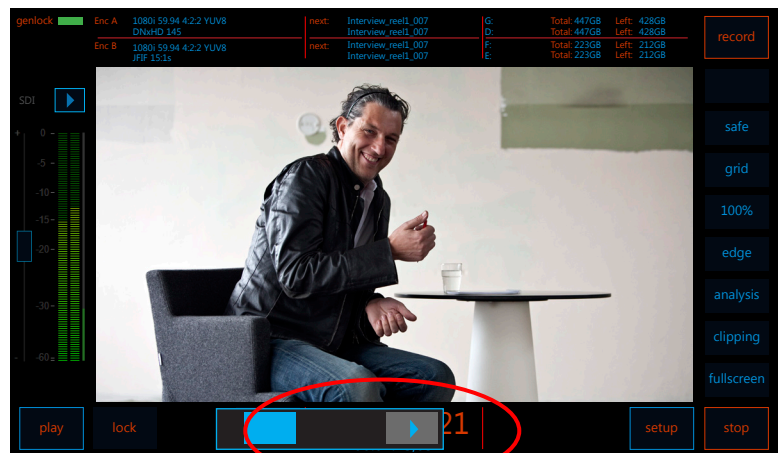 genlock
Enc A 1080i 59.94 4:2:2 YUV8 next: Interview_reel1_007 G: Total: 447GB Left: 428GB
DNxHD 145 Interview_reel1_007 D: Total: 447GB Left: 428GB
Enc B 1080i 59.94 4:2:2 YUV8 next: Interview_reel1_007 F: Total: 223GB Left: 212GB
JFIF 15:1s Interview_reel1_007 E: Total: 223GB Left: 212GB
record
SDI
safe
grid
100%
edge
analysis
clipping
fullscreen
+ 0 -
-5 -
-10-
-15-
-20-
-30-
- -60-
play lock 21 setup stop